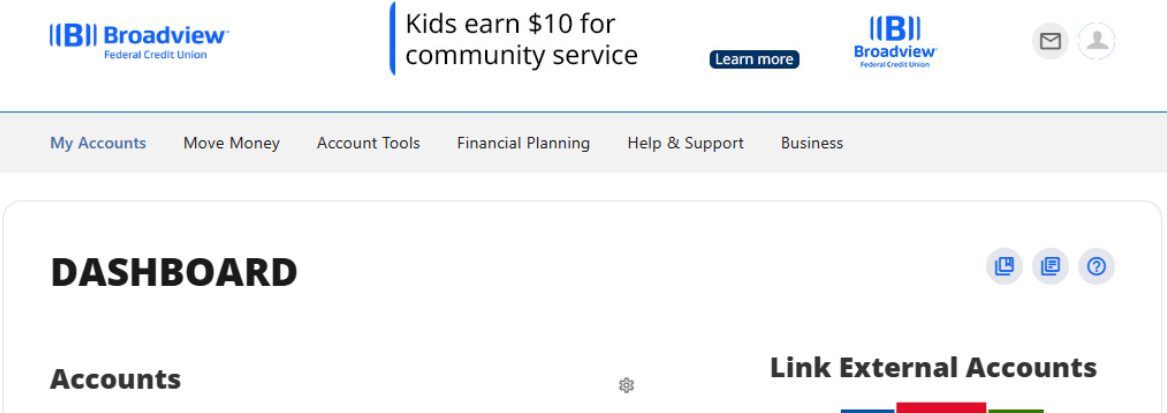 Broadview
Federal Credit Union
Kids earn $10 for
community service
Learn more
B
Broadview
Federal Credit Union
My Accounts Move Money Account Tools Financial Planning Help & Support Business
DASHBOARD
Accounts
Link External Accounts